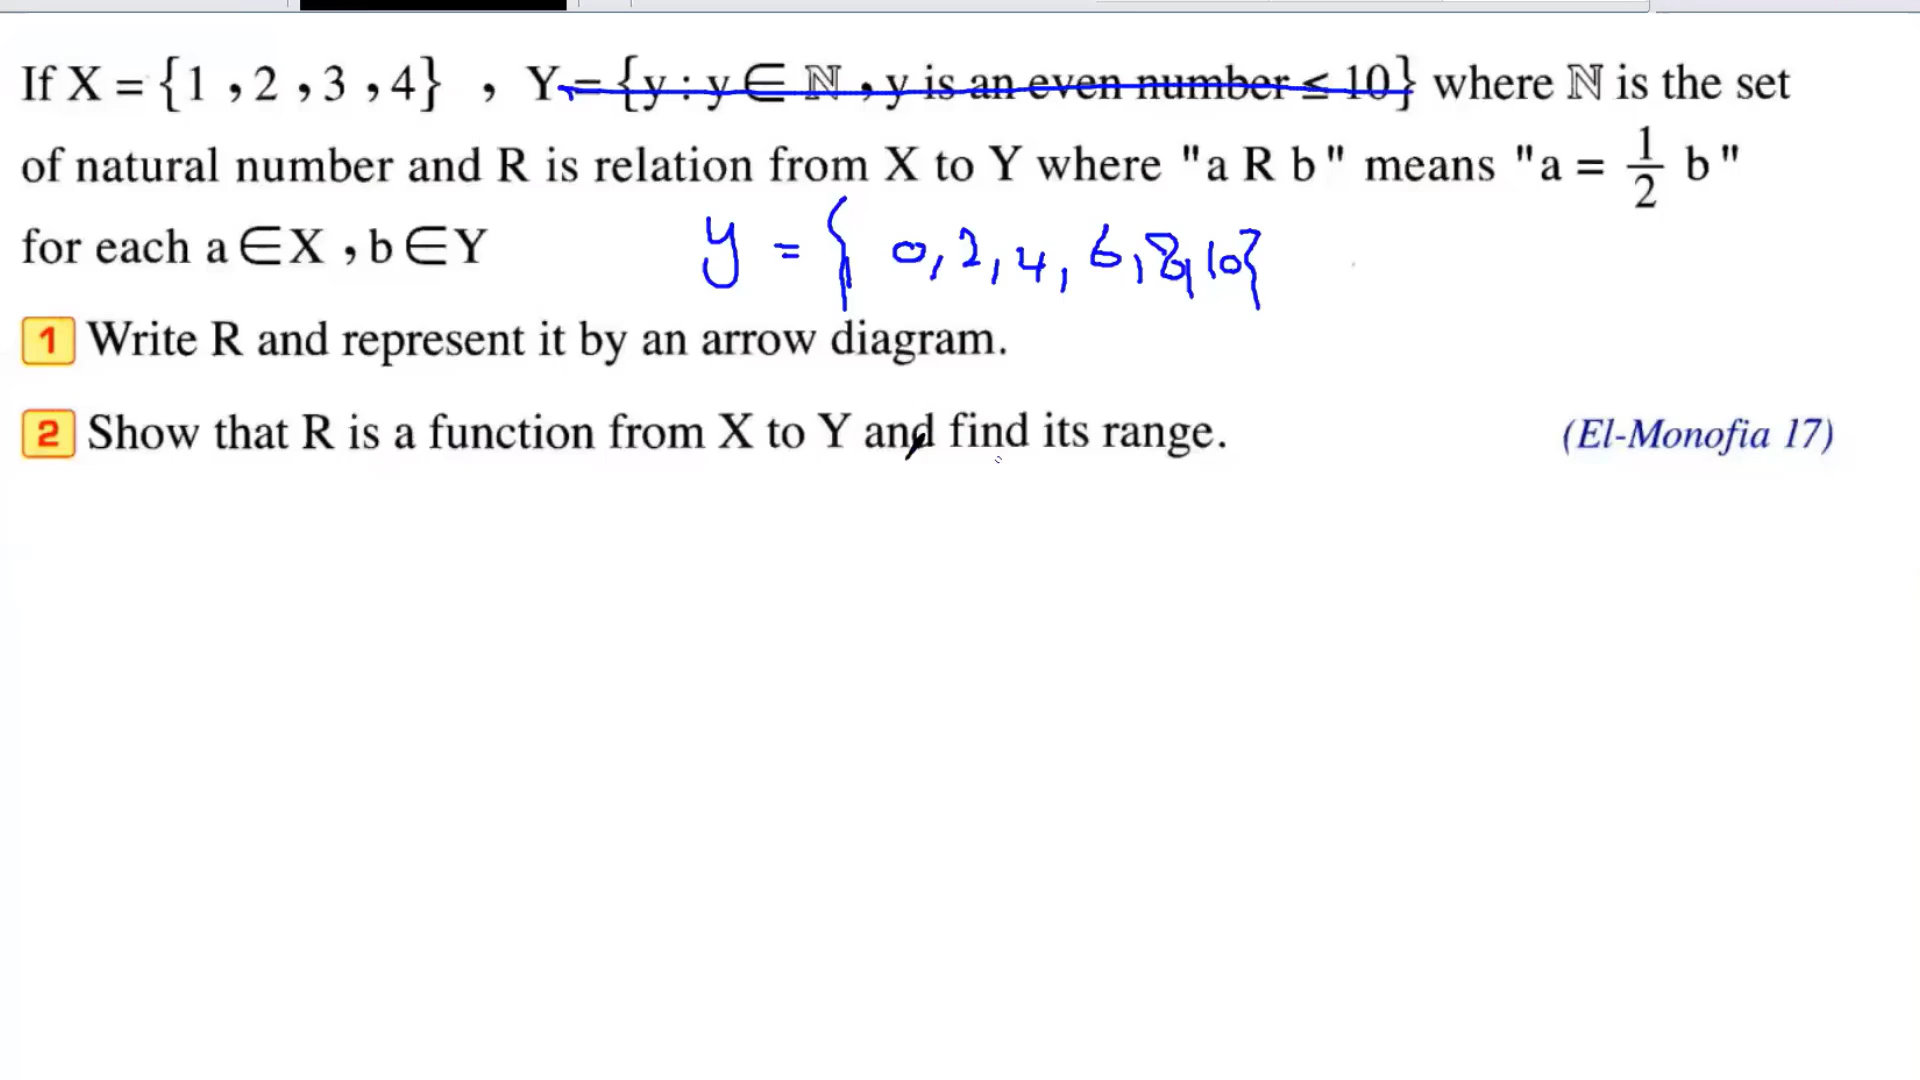 If X = {1 , 2 , 3 , 4} , Y = {y : y ∈ ℕ , y is an even number ≤ 10} where ℕ is the set
of natural number and R is relation from X to Y where "a R b" means "a = 1/2 b"
for each a ∈ X , b ∈ Y
y = { 0, 2, 4, 6, 8, 10}
1 Write R and represent it by an arrow diagram.
2 Show that R is a function from X to Y and find its range. (El-Monofia 17)